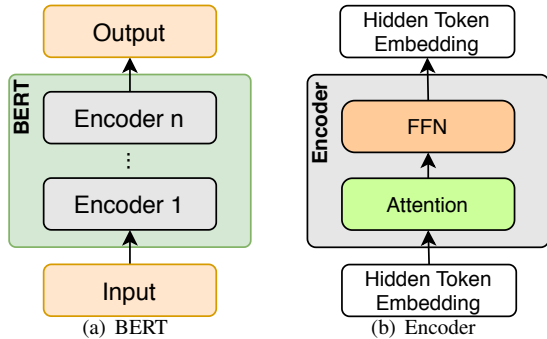 Output
BERT
Encoder n
⋮
Encoder 1
Input
(a) BERT
Hidden Token
Embedding
Encoder
FFN
Attention
Hidden Token
Embedding
(b) Encoder